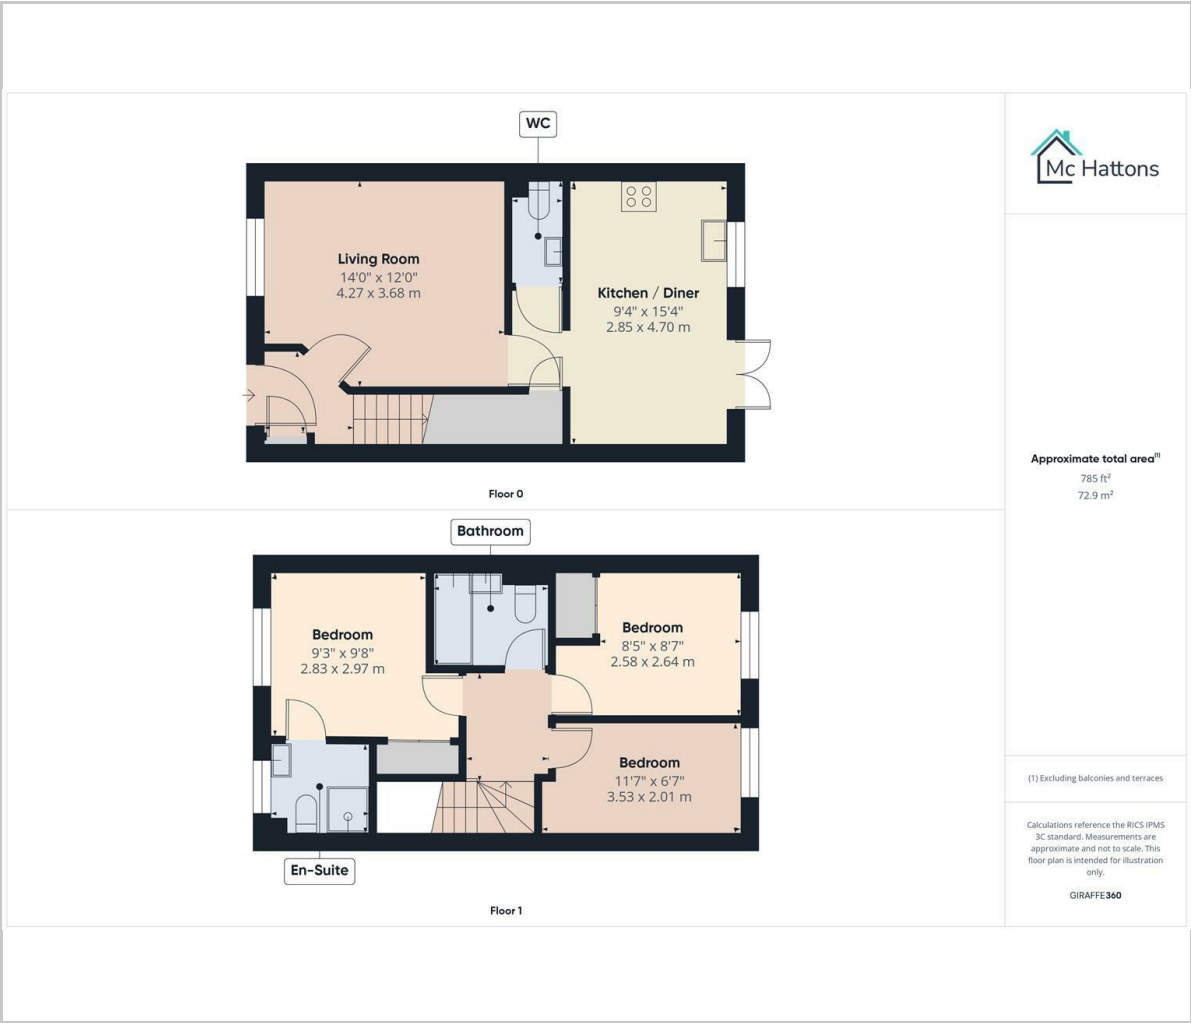 WC
Living Room
14'0" x 12'0"
4.27 x 3.68 m
Kitchen / Diner
9'4" x 15'4"
2.85 x 4.70 m
Floor 0
Bathroom
Bedroom
9'3" x 9'8"
2.83 x 2.97 m
Bedroom
8'5" x 8'7"
2.58 x 2.64 m
Bedroom
11'7" x 6'7"
3.53 x 2.01 m
En-Suite
Floor 1
Mc Hattons
Approximate total area(1)
785 ft²
72.9 m²
(1) Excluding balconies and terraces
Calculations reference the RICS IPMS
3C standard. Measurements are
approximate and not to scale. This
floor plan is intended for illustration
only.
GIRAFFE360